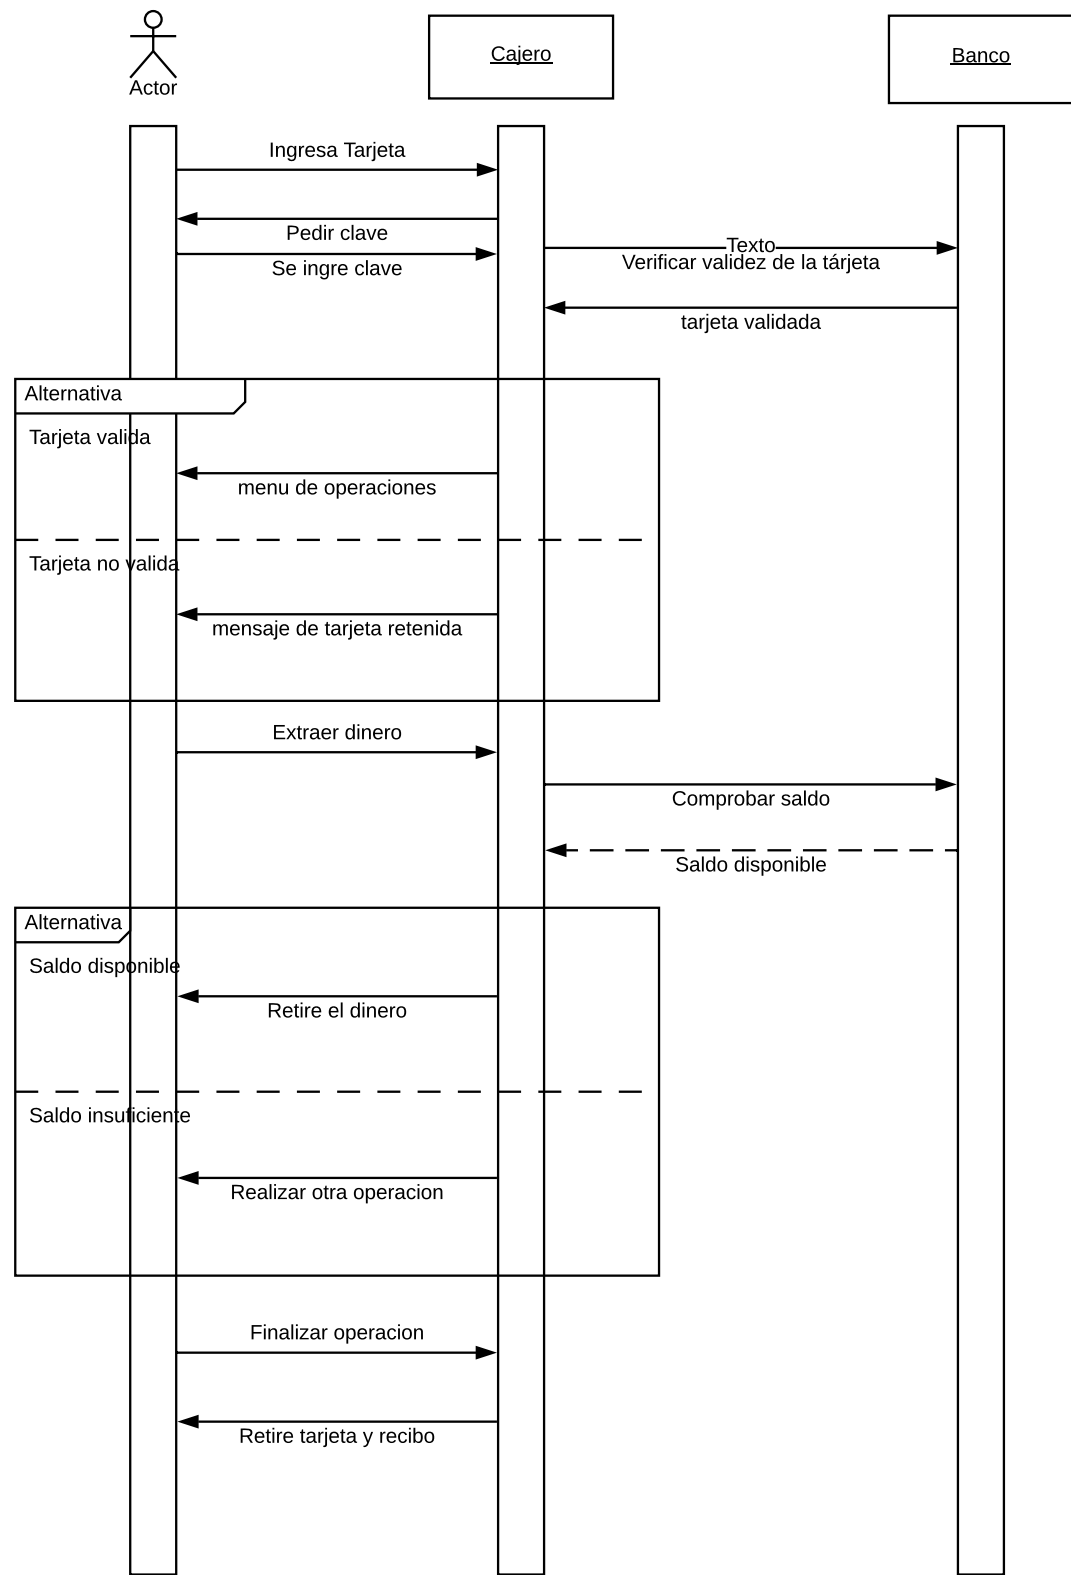 Actor
Cajero
Banco
Ingresa Tarjeta
Pedir clave
Se ingre clave
Texto
Verificar validez de la tárjeta
tarjeta validada
Alternativa
Tarjeta valida
menu de operaciones
Tarjeta no valida
mensaje de tarjeta retenida
Extraer dinero
Comprobar saldo
Saldo disponible
Alternativa
Saldo disponible
Retire el dinero
Saldo insuficiente
Realizar otra operacion
Finalizar operacion
Retire tarjeta y recibo